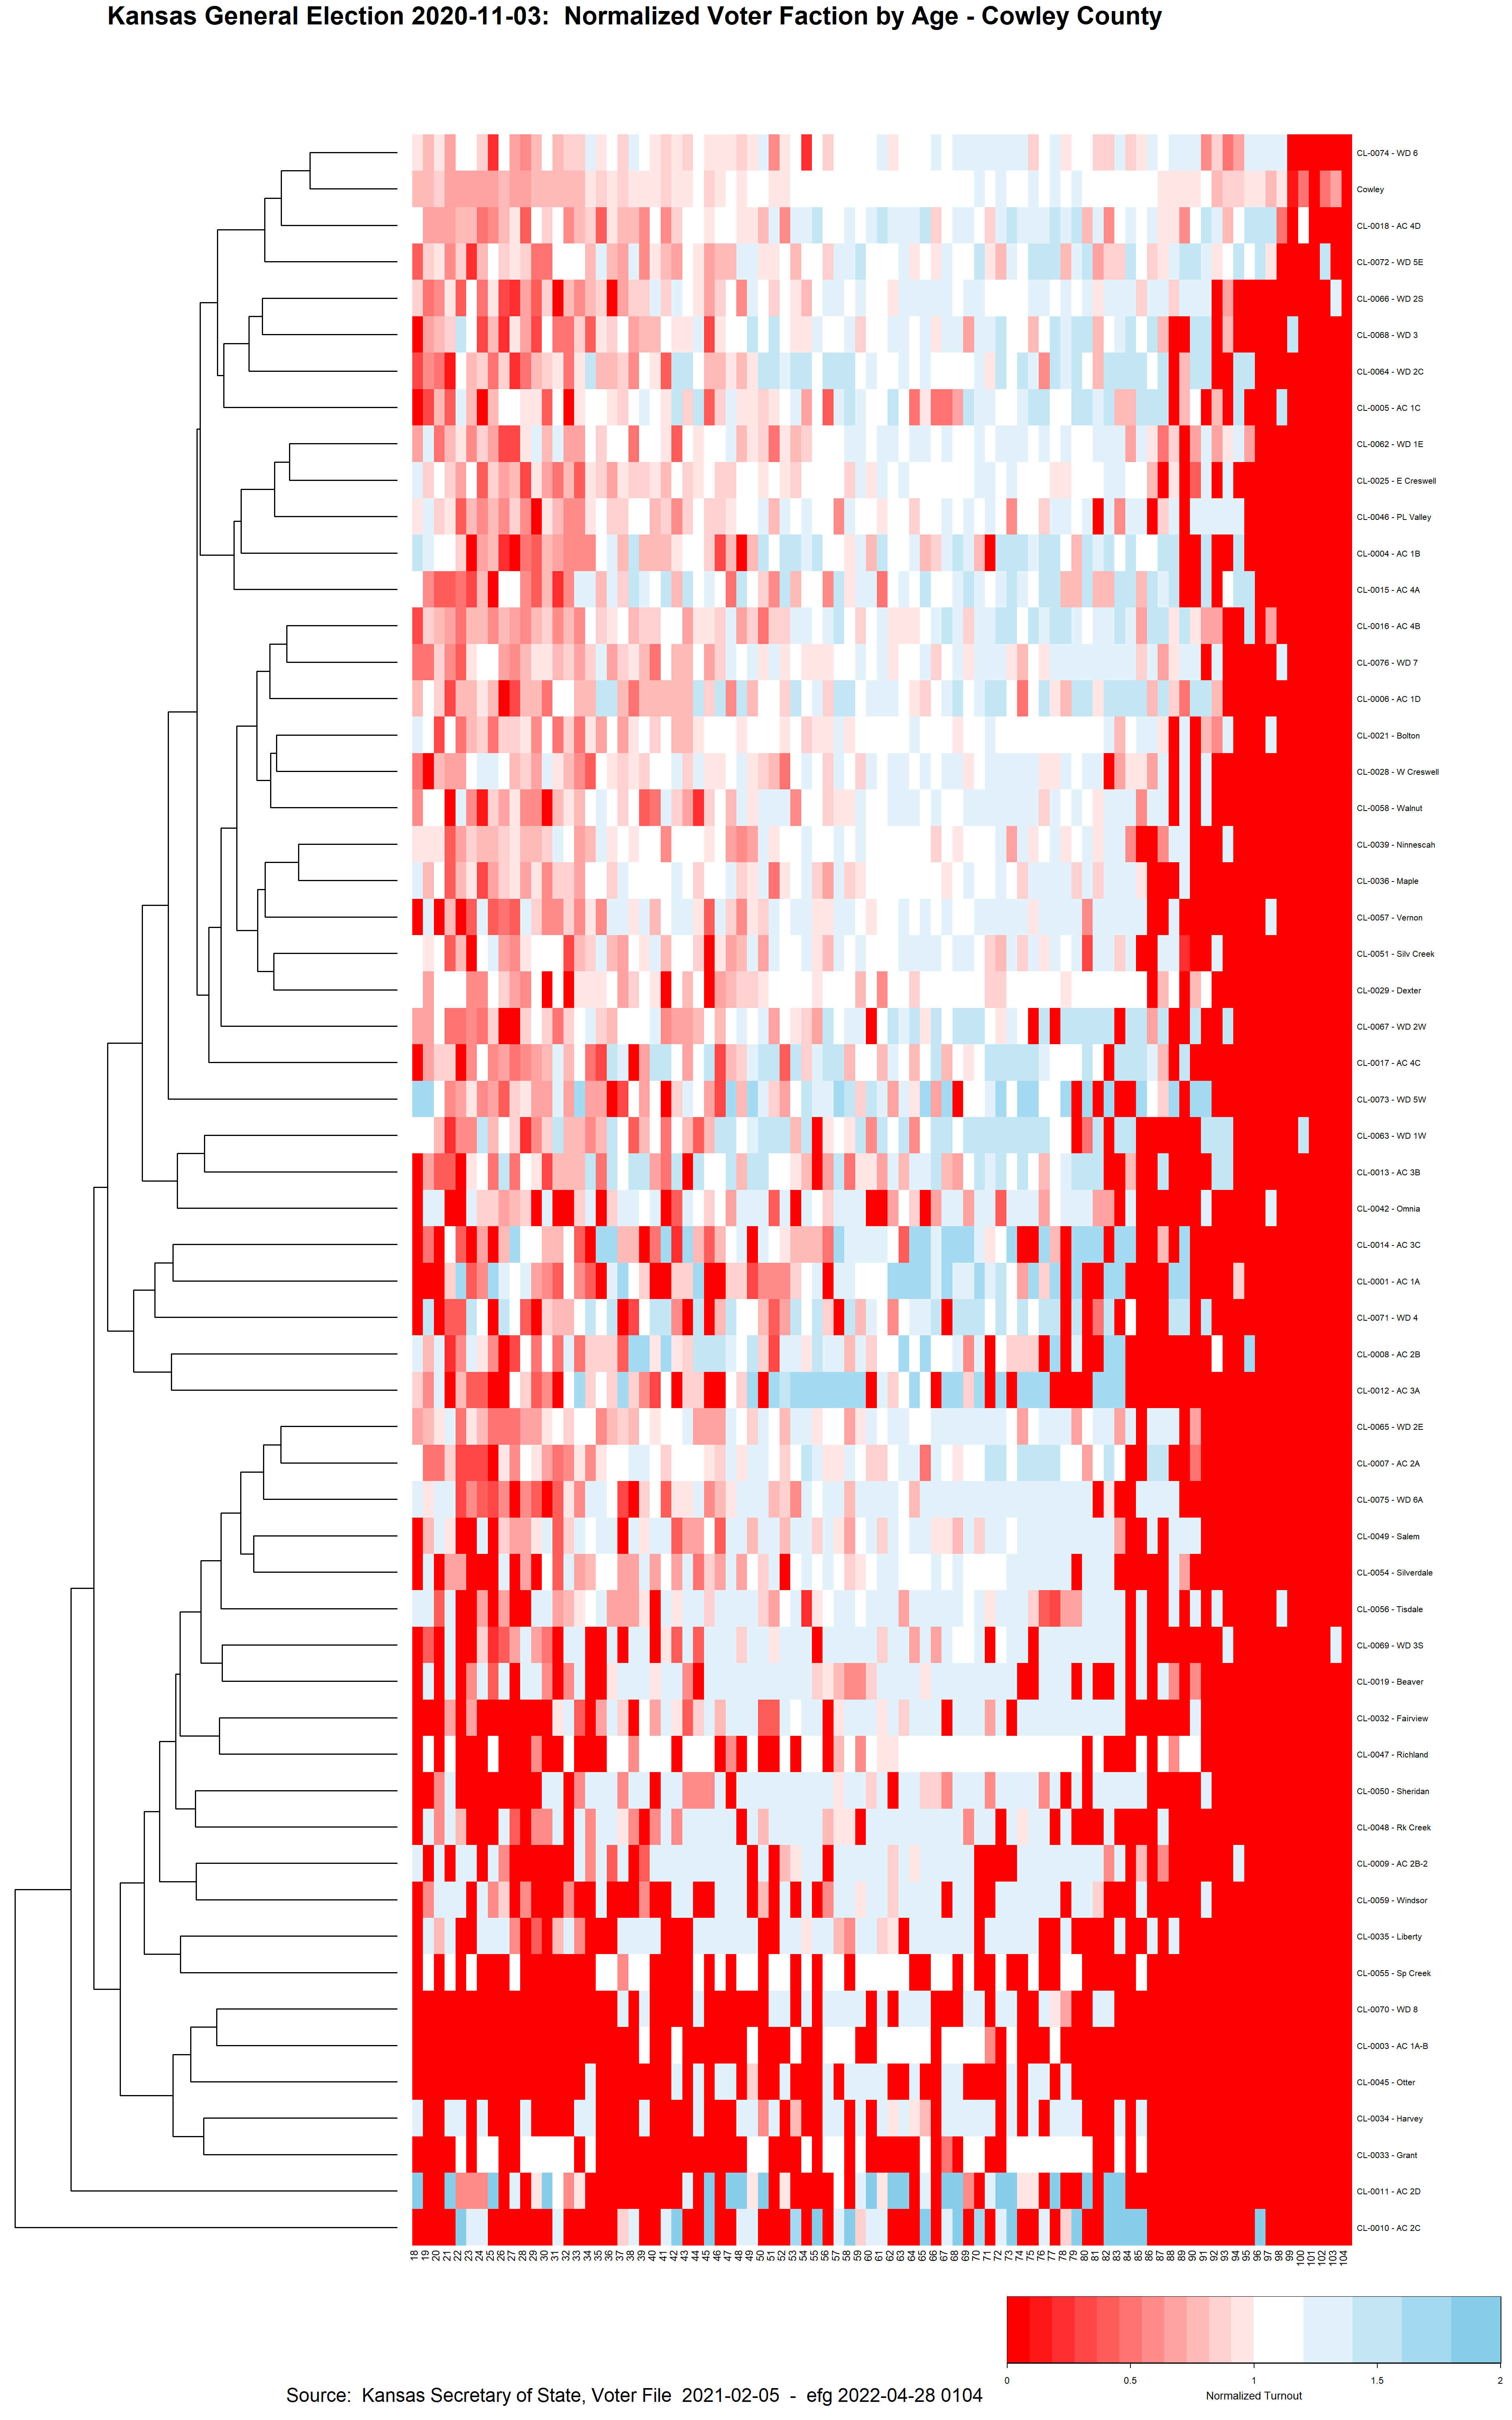 Kansas General Election 2020-11-03:  Normalized Voter Faction by Age - Cowley County
CL-0074 - WD 6
Cowley
CL-0018 - AC 4D
CL-0072 - WD 5E
CL-0066 - WD 2S
CL-0068 - WD 3
CL-0064 - WD 2C
CL-0005 - AC 1C
CL-0062 - WD 1E
CL-0025 - E Creswell
CL-0046 - PL Valley
CL-0004 - AC 1B
CL-0015 - AC 4A
CL-0016 - AC 4B
CL-0076 - WD 7
CL-0006 - AC 1D
CL-0021 - Bolton
CL-0028 - W Creswell
CL-0058 - Walnut
CL-0039 - Ninnescah
CL-0036 - Maple
CL-0057 - Vernon
CL-0051 - Silv Creek
CL-0029 - Dexter
CL-0067 - WD 2W
CL-0017 - AC 4C
CL-0073 - WD 5W
CL-0063 - WD 1W
CL-0013 - AC 3B
CL-0042 - Omnia
CL-0014 - AC 3C
CL-0001 - AC 1A
CL-0071 - WD 4
CL-0008 - AC 2B
CL-0012 - AC 3A
CL-0065 - WD 2E
CL-0007 - AC 2A
CL-0075 - WD 6A
CL-0049 - Salem
CL-0054 - Silverdale
CL-0056 - Tisdale
CL-0069 - WD 3S
CL-0019 - Beaver
CL-0032 - Fairview
CL-0047 - Richland
CL-0050 - Sheridan
CL-0048 - Rk Creek
CL-0009 - AC 2B-2
CL-0059 - Windsor
CL-0035 - Liberty
CL-0055 - Sp Creek
CL-0070 - WD 8
CL-0003 - AC 1A-B
CL-0045 - Otter
CL-0034 - Harvey
CL-0033 - Grant
CL-0011 - AC 2D
CL-0010 - AC 2C
18 19 20 21 22 23 24 25 26 27 28 29 30 31 32 33 34 35 36 37 38 39 40 41 42 43 44 45 46 47 48 49 50 51 52 53 54 55 56 57 58 59 60 61 62 63 64 65 66 67 68 69 70 71 72 73 74 75 76 77 78 79 80 81 82 83 84 85 86 87 88 89 90 91 92 93 94 95 96 97 98 99 100 101 102 103 104
0 0.5 1 1.5 2
Normalized Turnout
Source:  Kansas Secretary of State, Voter File  2021-02-05  -  efg 2022-04-28 0104